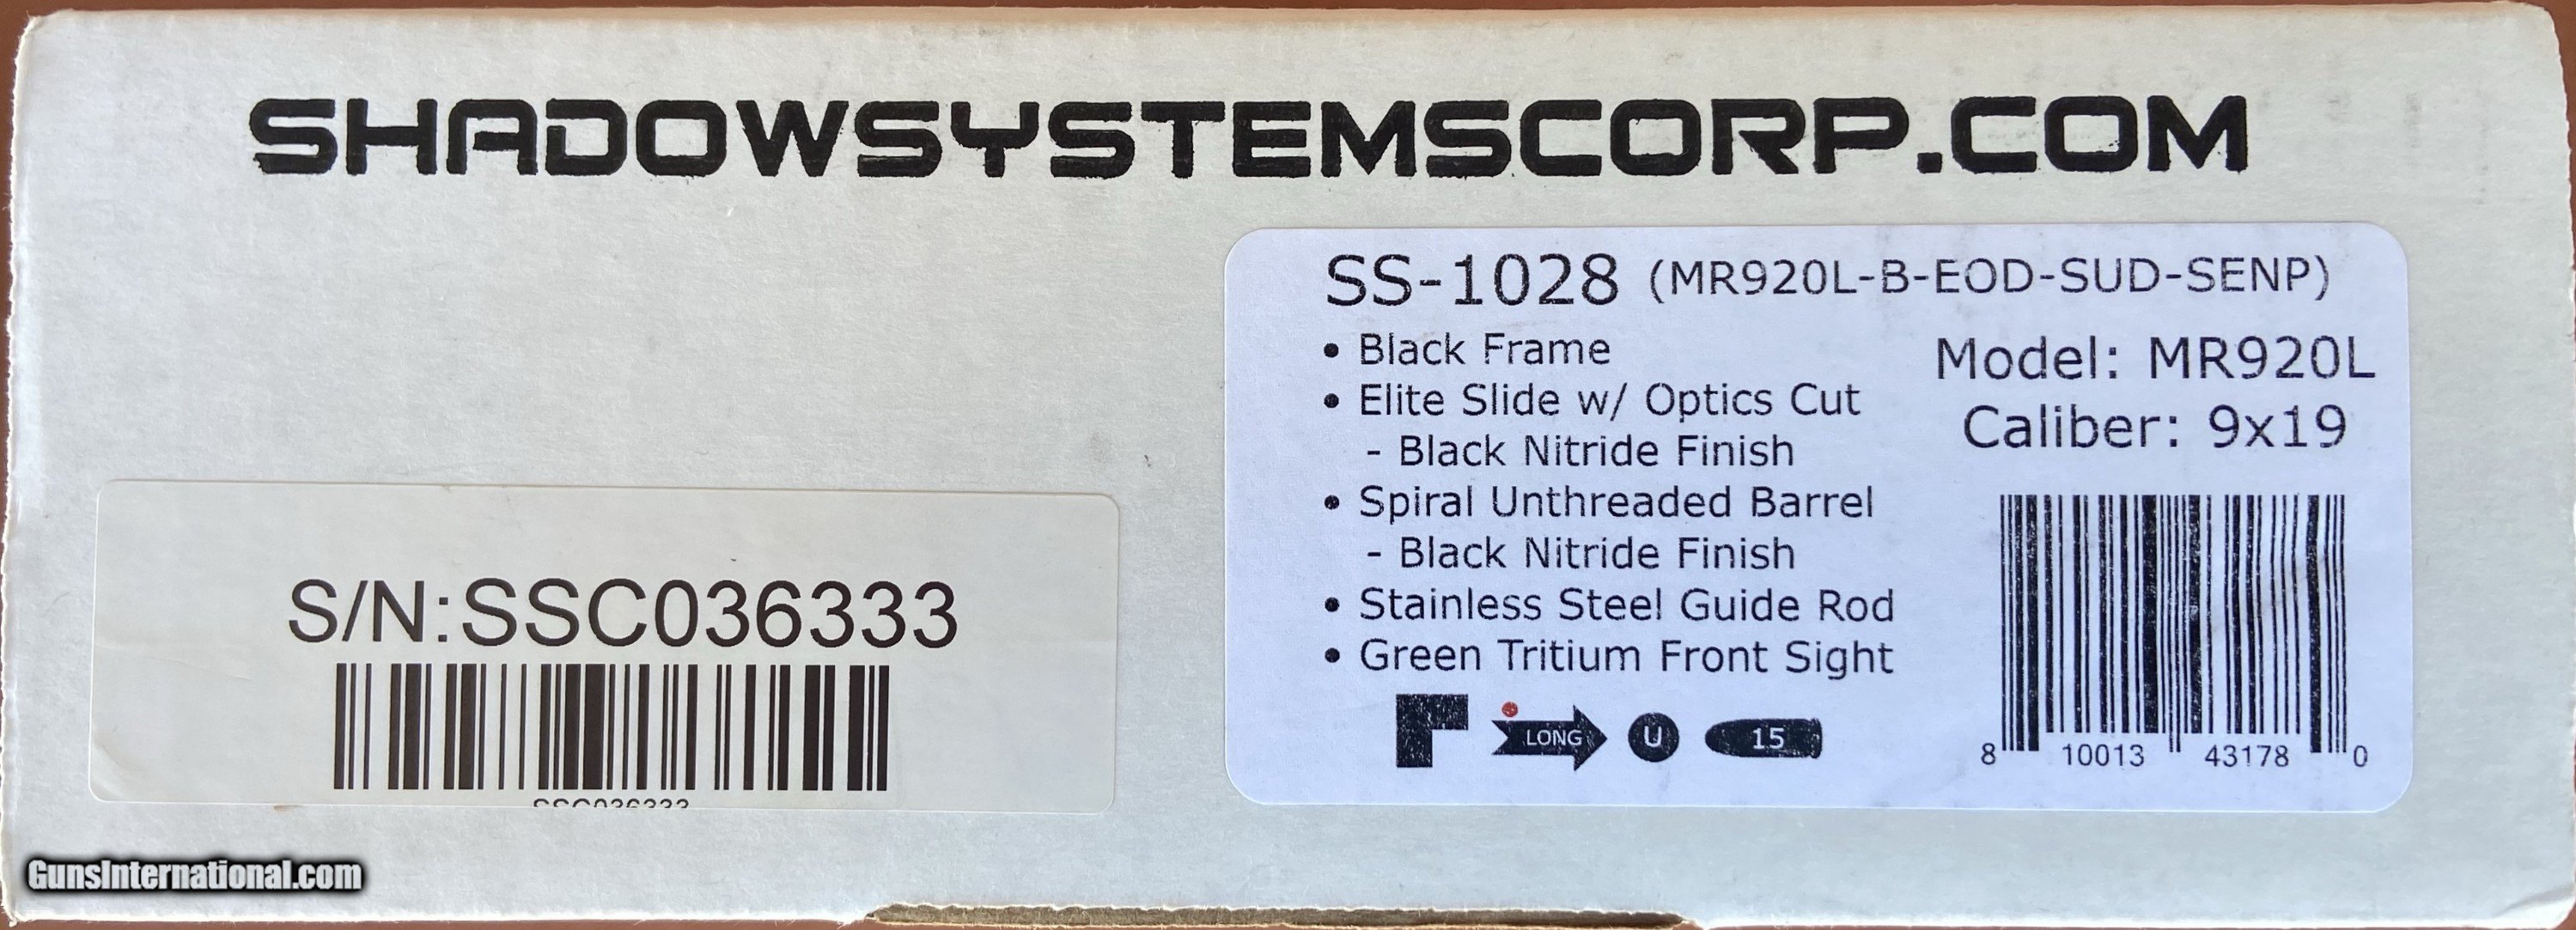 SHADOWSYSTEMSCORP.COM
SS-1028 (MR920L-B-EOD-SUD-SENP)
• Black Frame
• Elite Slide w/ Optics Cut
- Black Nitride Finish
• Spiral Unthreaded Barrel
- Black Nitride Finish
• Stainless Steel Guide Rod
• Green Tritium Front Sight
LONG U 15
Model: MR920L
Caliber: 9x19
8 10013 43178 0
S/N:SSC036333
SSC036333
GunsInternational.com